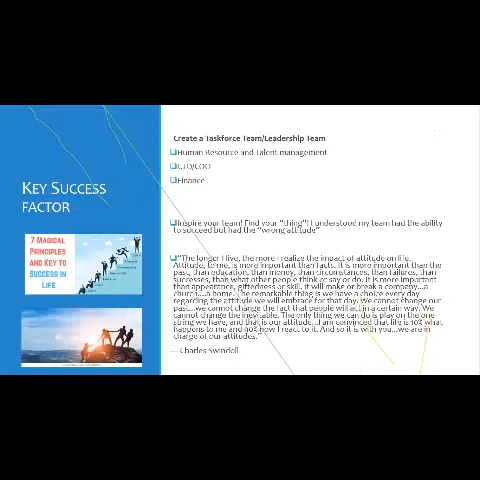 Create a Taskforce Team/Leadership Team
Human Resource and Talent management
CTO/COO
Finance
KEY SUCCESS
FACTOR
Inspire your team! Find your "thing"! I understood my team had the ability
to succeed but had the "wrong attitude"
7 MAGICAL
PRINCIPLES
AND KEY TO
SUCCESS IN
LIFE
"The longer I live, the more I realize the impact of attitude on life.
Attitude, to me, is more important than facts. It is more important than the
past, than education, than money, than circumstances, than failures, than
successes, than what other people think or say or do. It is more important
than appearance, giftedness or skill. It will make or break a company...a
church....a home. The remarkable thing is we have a choice every day
regarding the attitude we will embrace for that day. We cannot change our
past...we cannot change the fact that people will act in a certain way. We
cannot change the inevitable. The only thing we can do is play on the one
string we have, and that is our attitude...I am convinced that life is 10% what
happens to me and 90% how I react to it. And so it is with you...we are in
charge of our attitudes."
— Charles Swindoll